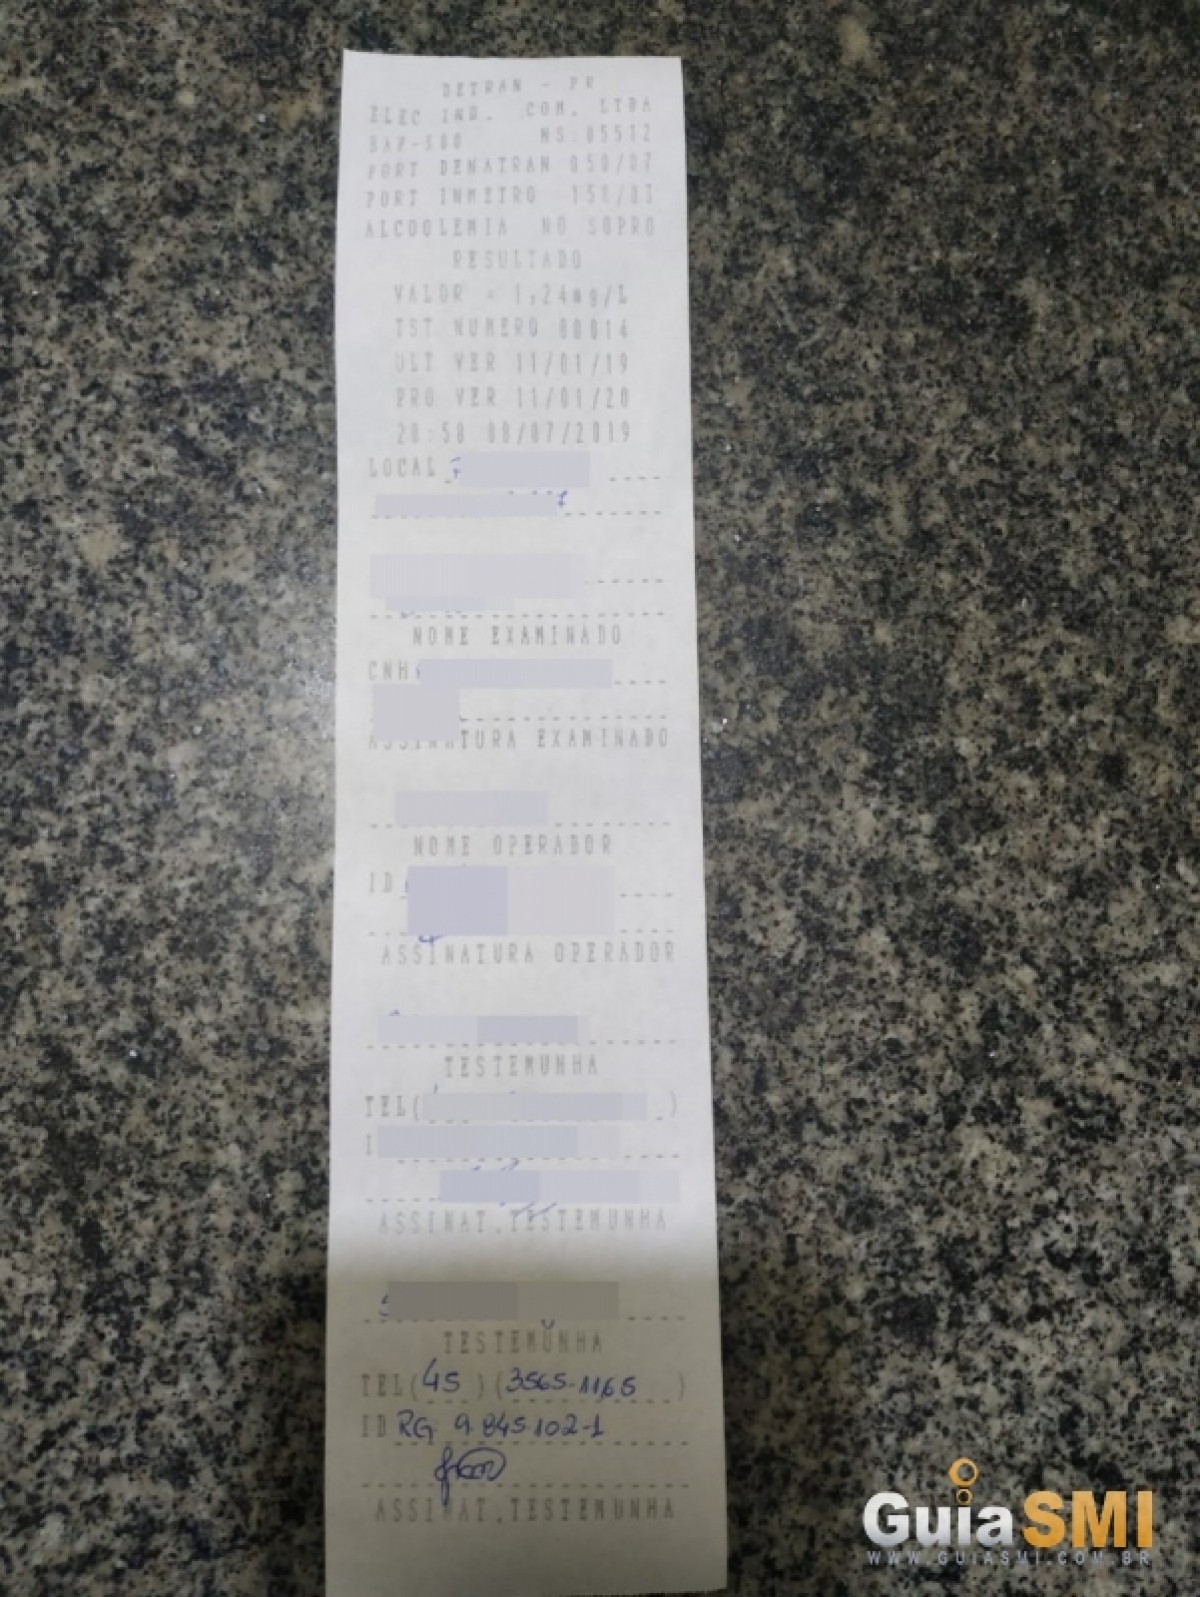 DETRAN - PR
ELEC IND. COM. LTDA
BAF-300 NS:05512
PORT DENATRAN 050/07
PORT INMETRO 158/03
ALCOOLEMIA NO SOPRO
RESULTADO
VALOR = 1,24mg/L
TST NUMERO 00014
ULT VER 11/01/19
PRO VER 11/01/20
20:58 08/07/2019
LOCAL
NOME EXAMINADO
CNH
ASSINATURA EXAMINADO
NOME OPERADOR
ID
ASSINATURA OPERADOR
TESTEMUNHA
TEL( )
ASSINAT.TESTEMUNHA
TESTEMUNHA
TEL(45)(3565-1165)
ID RG 9 845 102-1
ASSINAT.TESTEMUNHA
Guia SMI
WWW.GUIASMI.COM.BR